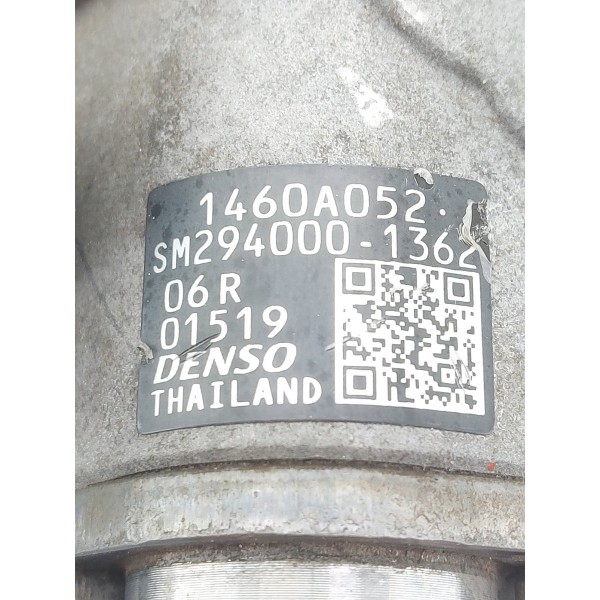 1460A052
SM294000-1362
06R
01519
DENSO
THAILAND